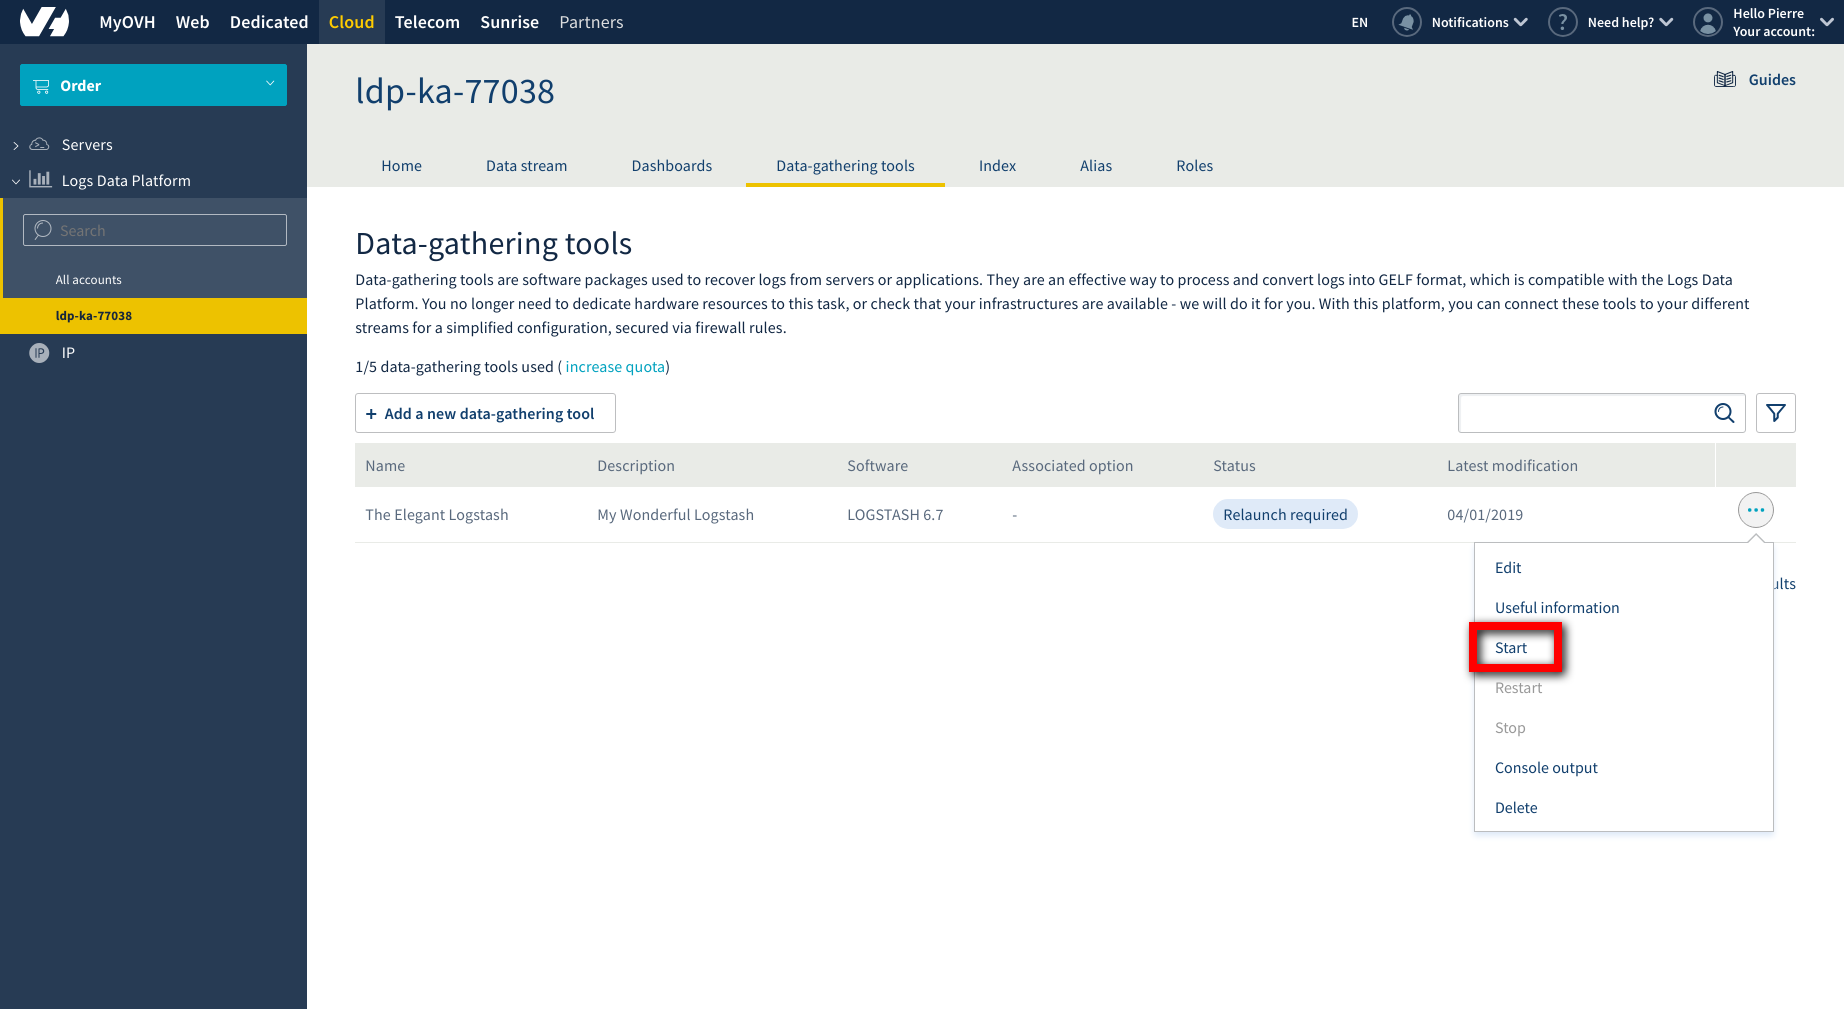 MyOVH Web Dedicated Cloud Telecom Sunrise Partners EN Notifications ? Need help? Hello Pierre
Your account:
Order
ldp-ka-77038
Guides
Servers
Logs Data Platform
Search
All accounts
ldp-ka-77038
IP IP
Home Data stream Dashboards Data-gathering tools Index Alias Roles
Data-gathering tools
Data-gathering tools are software packages used to recover logs from servers or applications. They are an effective way to process and convert logs into GELF format, which is compatible with the Logs Data
Platform. You no longer need to dedicate hardware resources to this task, or check that your infrastructures are available - we will do it for you. With this platform, you can connect these tools to your different
streams for a simplified configuration, secured via firewall rules.
1/5 data-gathering tools used ( increase quota)
+ Add a new data-gathering tool
Name Description Software Associated option Status Latest modification
The Elegant Logstash My Wonderful Logstash LOGSTASH 6.7 - Relaunch required 04/01/2019 ...
Edit
Useful information
Start
Restart
Stop
Console output
Delete